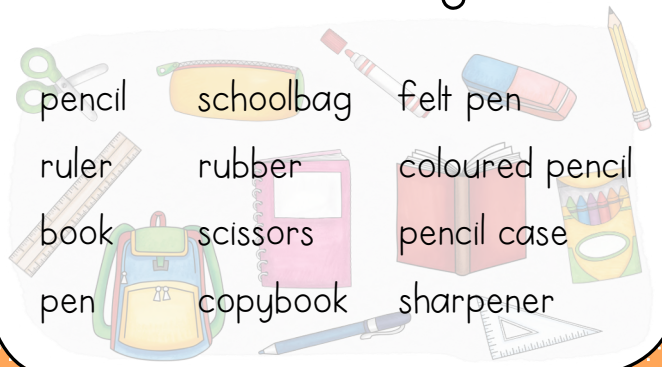 pencil schoolbag felt pen
ruler rubber coloured pencil
book scissors pencil case
pen copybook sharpener